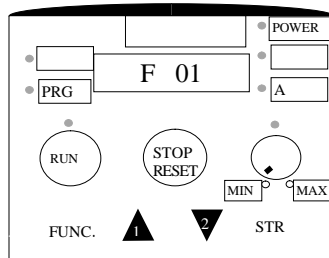 POWER
F 01
PRG
A
RUN
STOP
RESET
MIN
MAX
FUNC.
1
2
STR